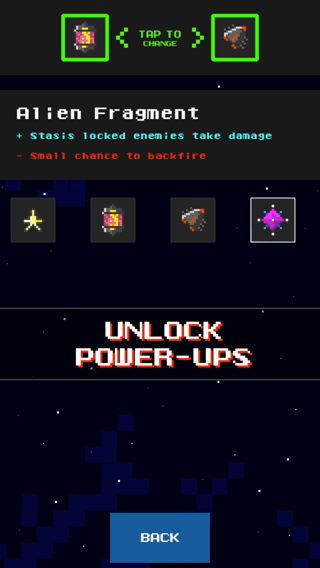 TAP TO
CHANGE
Alien Fragment
+ Stasis locked enemies take damage
- Small chance to backfire
UNLOCK
POWER-UPS
BACK